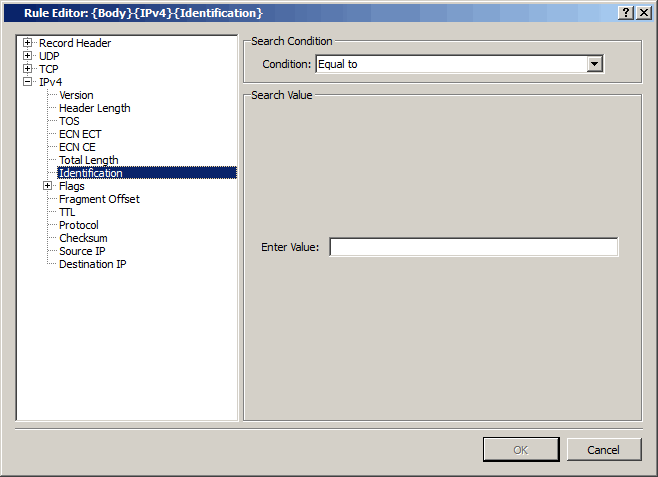 Rule Editor: {Body}{IPv4}{Identification}
Record Header
UDP
TCP
IPv4
Version
Header Length
TOS
ECN ECT
ECN CE
Total Length
Identification
Flags
Fragment Offset
TTL
Protocol
Checksum
Source IP
Destination IP
Search Condition
Condition: Equal to
Search Value
Enter Value:
OK Cancel